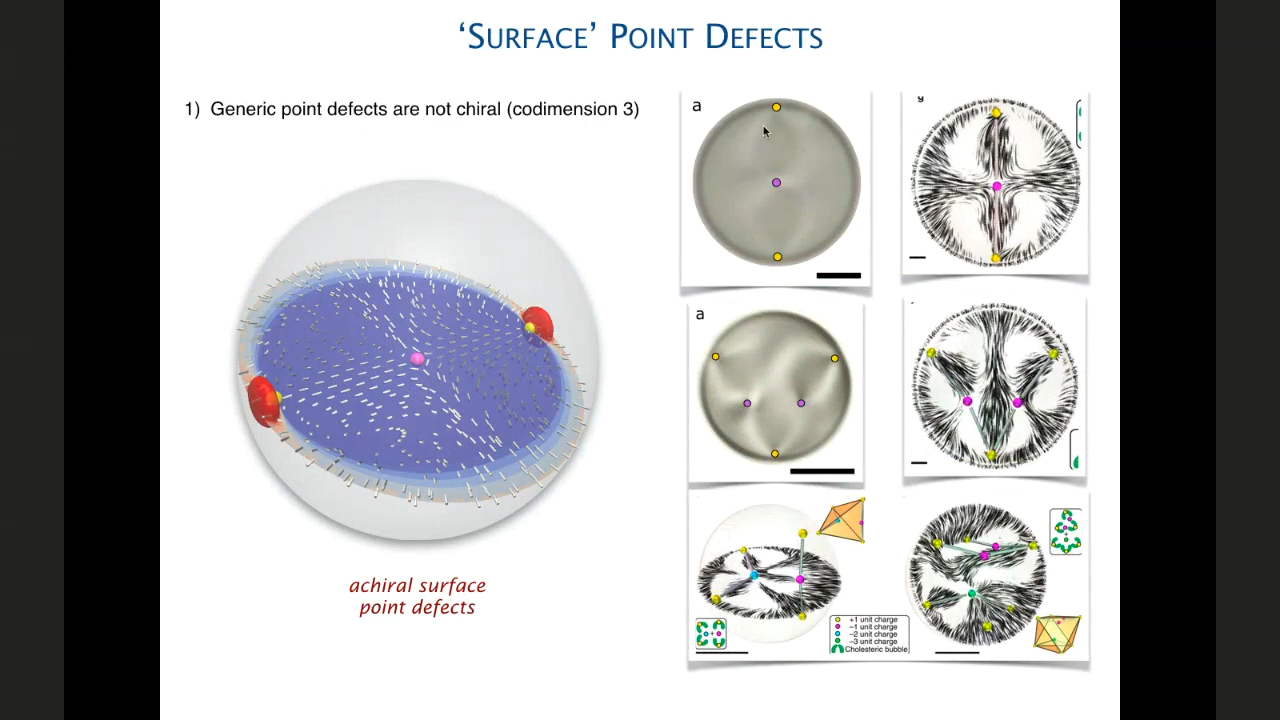 ‘SURFACE’ POINT DEFECTS
1) Generic point defects are not chiral (codimension 3)
a
g
a
achiral surface
point defects
+1 unit charge
−1 unit charge
−2 unit charge
−3 unit charge
Cholesteric bubble